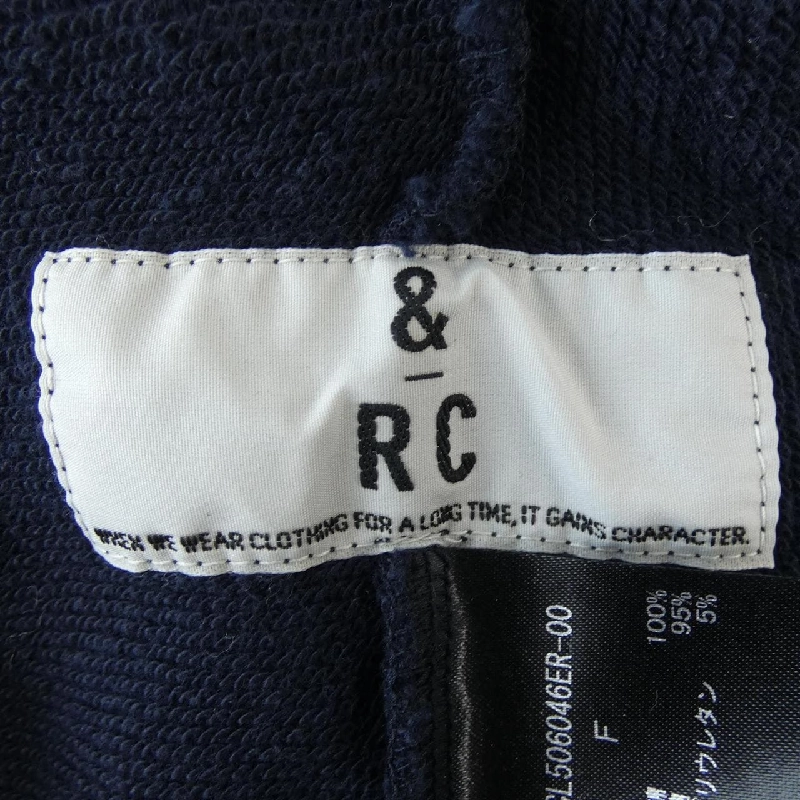 &
RC
WHEN WE WEAR CLOTHING FOR A LONG TIME, IT GAINS CHARACTER.
GL506046ER-00
F
100%
95%
リウレタン 5%